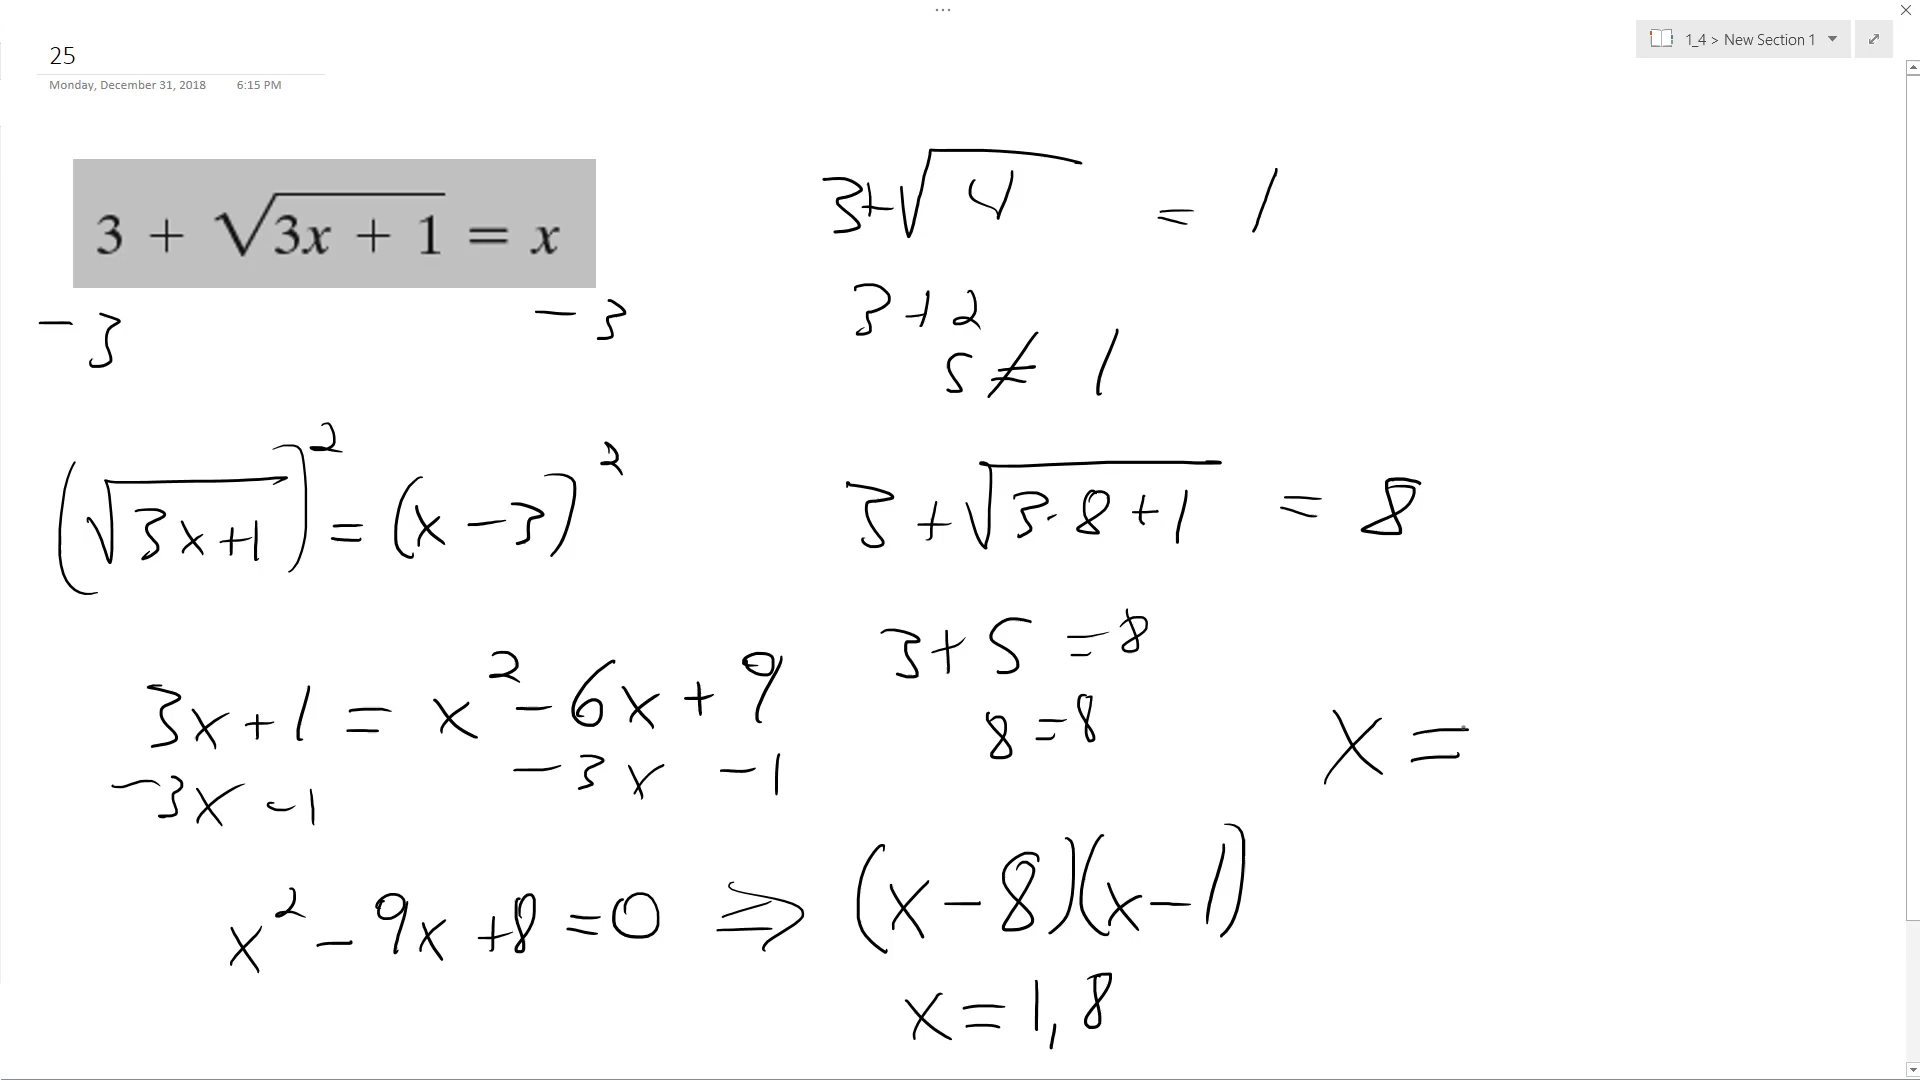 ...
1_4 > New Section 1
25
Monday, December 31, 2018 6:15 PM
3 + √(3x + 1) = x
-3 -3
(√(3x+1))² = (x-3)²
3x+1 = x²-6x+9
-3x-1 -3x -1
x²-9x+8=0 ⇒ (x-8)(x-1)
x=1,8
3+√4 = 1
3+2
5≠1
3+√(3·8+1) = 8
3+5=8
8=8
x=